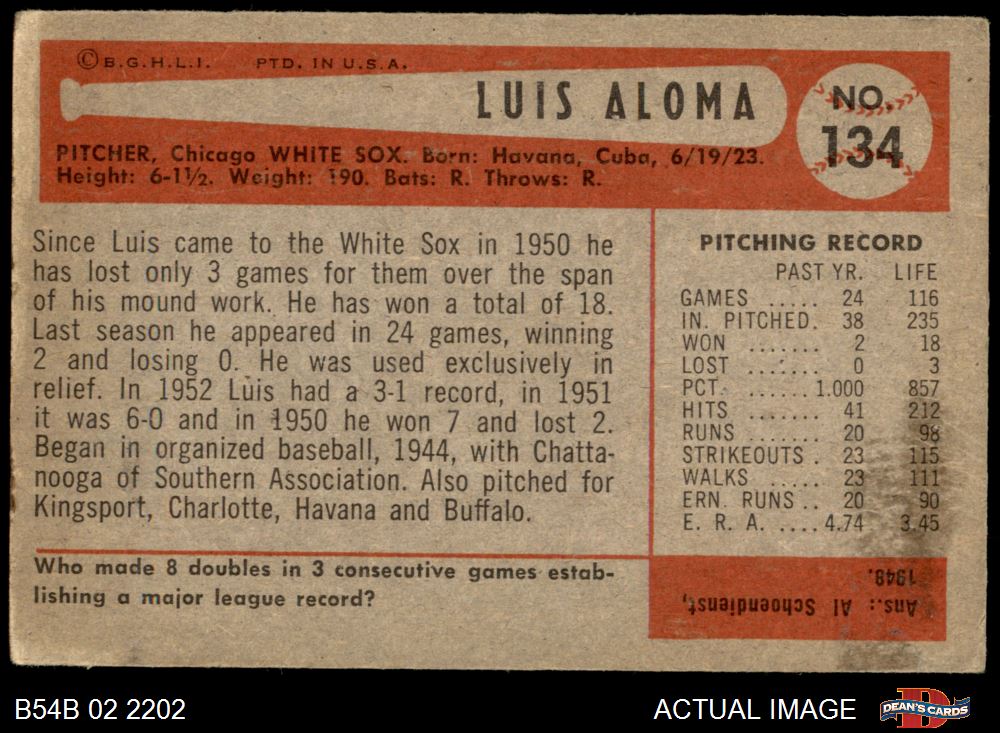 ©B.G.H.L.I. PTD. IN U.S.A.
LUIS ALOMA
NO.
134
PITCHER, Chicago WHITE SOX. Born: Havana, Cuba, 6/19/23.
Height: 6-1½. Weight: 190. Bats: R. Throws: R.
Since Luis came to the White Sox in 1950 he
has lost only 3 games for them over the span
of his mound work. He has won a total of 18.
Last season he appeared in 24 games, winning
2 and losing 0. He was used exclusively in
relief. In 1952 Luis had a 3-1 record, in 1951
it was 6-0 and in 1950 he won 7 and lost 2.
Began in organized baseball, 1944, with Chatta-
nooga of Southern Association. Also pitched for
Kingsport, Charlotte, Havana and Buffalo.
PITCHING RECORD
PAST YR. LIFE
GAMES ..... 24 116
IN. PITCHED. 38 235
WON ....... 2 18
LOST ....... 0 3
PCT. ...... 1.000 857
HITS ....... 41 212
RUNS ...... 20 98
STRIKEOUTS . 23 115
WALKS ..... 23 111
ERN. RUNS .. 20 90
E. R. A. .... 4.74 3.45
Who made 8 doubles in 3 consecutive games estab-
lishing a major league record?
Ans.: Al Schoendienst,
1948.
B54B 02 2202
ACTUAL IMAGE
DEAN'S CARDS